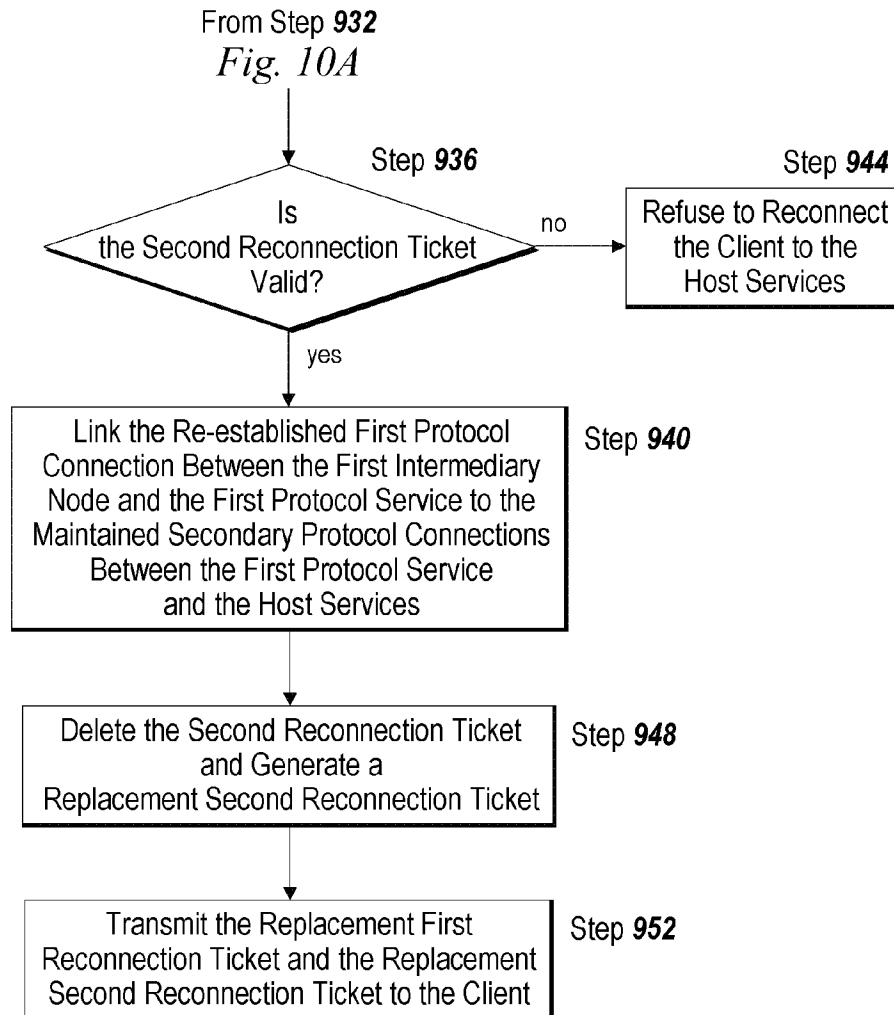 From Step 932
Fig. 10A
Step 936
Is
the Second Reconnection Ticket
Valid?
no
Step 944
Refuse to Reconnect
the Client to the
Host Services
yes
Link the Re-established First Protocol
Connection Between the First Intermediary
Node and the First Protocol Service to the
Maintained Secondary Protocol Connections
Between the First Protocol Service
and the Host Services
Step 940
Delete the Second Reconnection Ticket
and Generate a
Replacement Second Reconnection Ticket
Step 948
Transmit the Replacement First
Reconnection Ticket and the Replacement
Second Reconnection Ticket to the Client
Step 952